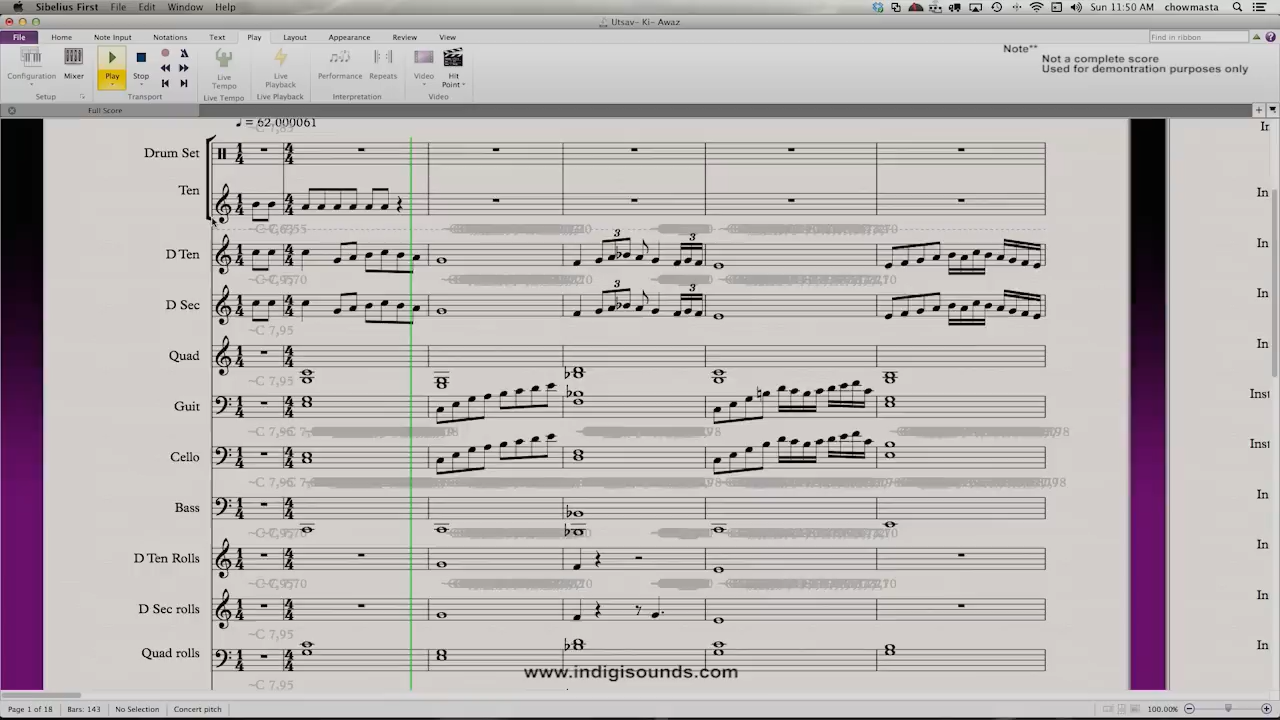 Sibelius First File Edit Window Help Sun 11:50 AM chowmasta
Utsav- Ki- Awaz
File Home Note Input Notations Text Play Layout Appearance Review View Find in ribbon
Note**
Not a complete score
Used for demontration purposes only
Configuration Mixer Play Stop Live Tempo Live Playback Performance Repeats Video Hit Point
Setup Transport Live Tempo Live Playback Interpretation Video
Full Score
= 62.000061
Drum Set
Ten
D Ten
D Sec
Quad
Guit
Cello
Bass
D Ten Rolls
D Sec rolls
Quad rolls
www.indigisounds.com
Page 1 of 18 Bars: 143 No Selection Concert pitch 100.00%